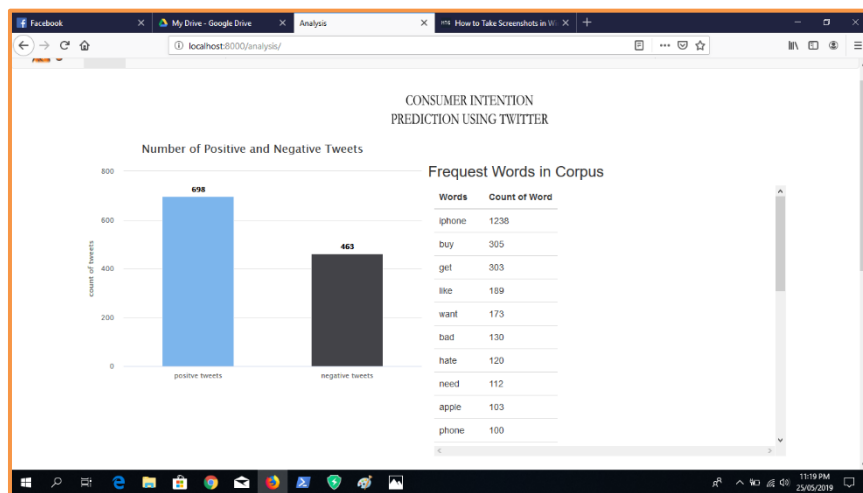 Facebook
My Drive - Google Drive
Analysis
How to Take Screenshots in Wi
localhost:8000/analysis/
CONSUMER INTENTION
PREDICTION USING TWITTER
Number of Positive and Negative Tweets
800
698
600
463
400
200
0
count of tweets
positve tweets
negative tweets
Frequest Words in Corpus
Words Count of Word
iphone 1238
buy 305
get 303
like 189
want 173
bad 130
hate 120
need 112
apple 103
phone 100
11:19 PM
25/05/2019